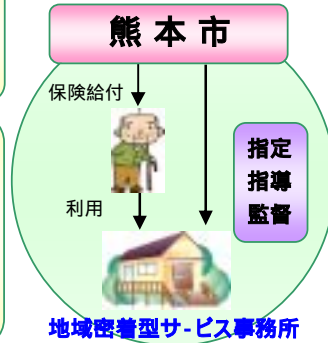 熊本市
保険給付
指定
指導
監督
利用
地域密着型サ-ビス事務所